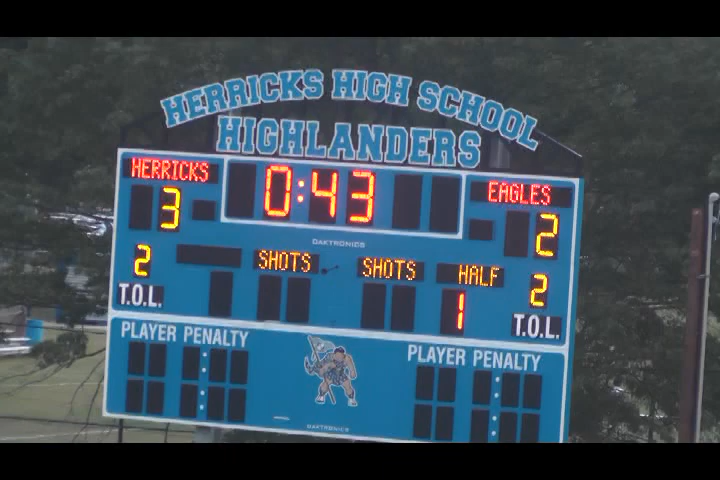 HERRICKS HIGH SCHOOL
HIGHLANDERS
HERRICKS 0:43 EAGLES
3 2
DAKTRONICS
2 SHOTS SHOTS HALF 2
T.O.L. 1 T.O.L.
PLAYER PENALTY PLAYER PENALTY
DAKTRONICS